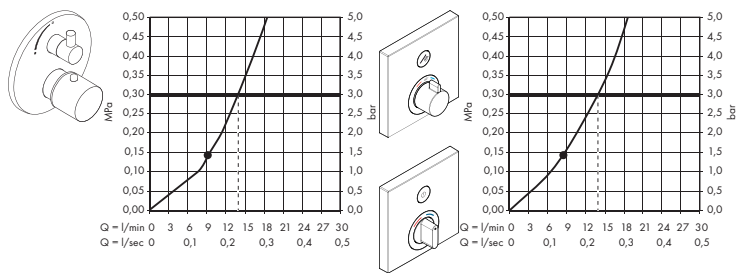 0,50 5,0
0,45 4,5
0,40 4,0
0,35 3,5
0,30 3,0
0,25 2,5
0,20 2,0
0,15 1,5
0,10 1,0
0,05 0,5
0,00 0,0
MPa
bar
Q = l/min 0 3 6 9 12 15 18 21 24 27 30
Q = l/sec 0 0,1 0,2 0,3 0,4 0,5
0,50 5,0
0,45 4,5
0,40 4,0
0,35 3,5
0,30 3,0
0,25 2,5
0,20 2,0
0,15 1,5
0,10 1,0
0,05 0,5
0,00 0,0
MPa
bar
Q = l/min 0 3 6 9 12 15 18 21 24 27 30
Q = l/sec 0 0,1 0,2 0,3 0,4 0,5